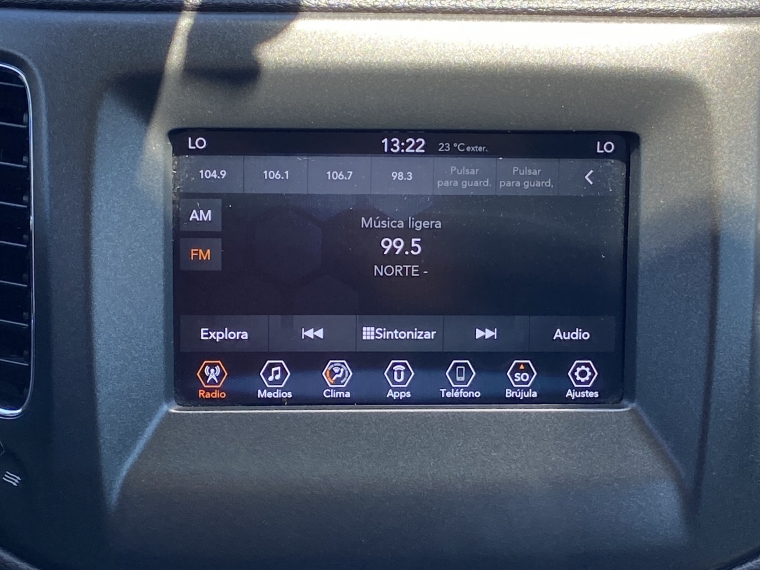 LO 13:22 23 °C exter. LO
104.9 106.1 106.7 98.3 Pulsar para guard. Pulsar para guard.
AM
Música ligera
99.5
FM
NORTE -
Explora Sintonizar Audio
U SO
Radio Medios Clima Apps Teléfono Brújula Ajustes